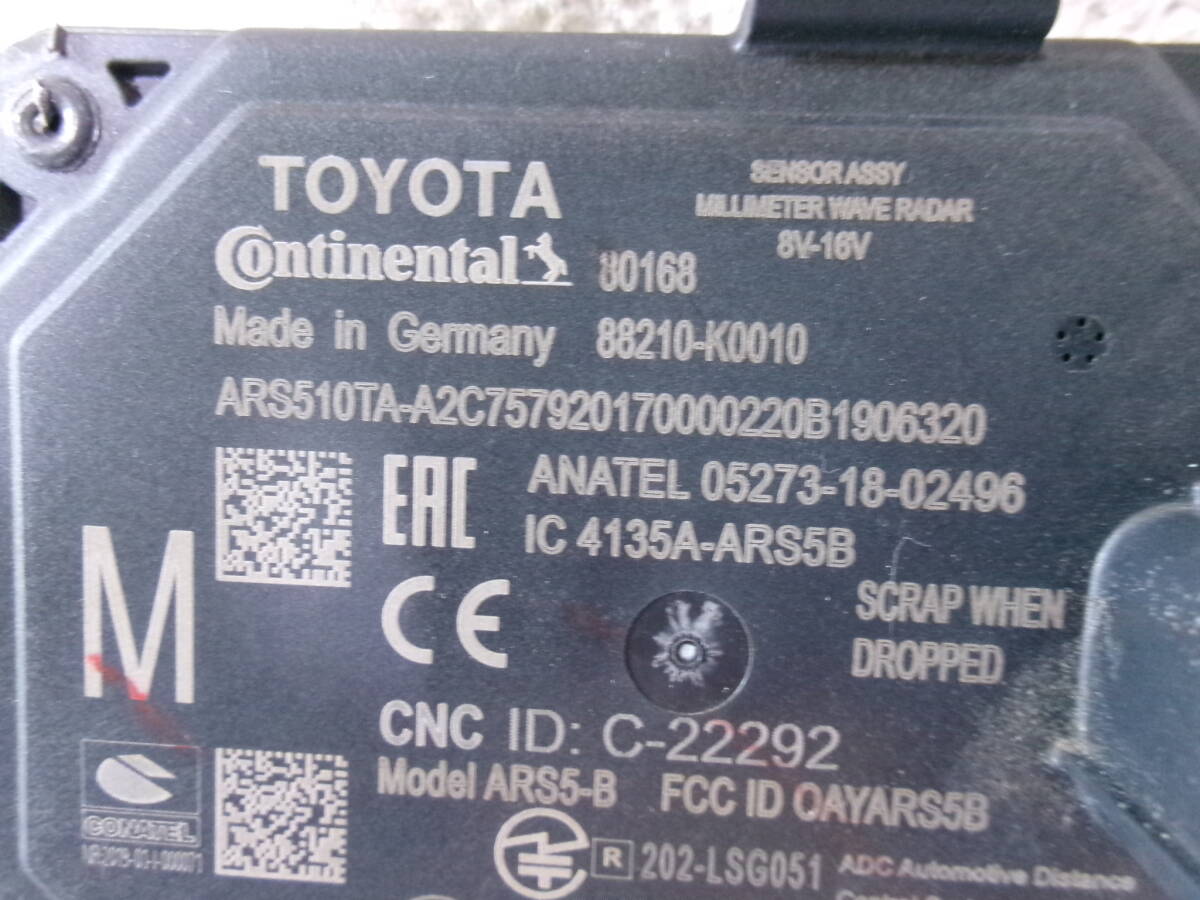 TOYOTA
SENSOR ASSY
MILLIMETER WAVE RADAR
8V-16V
Continental
80168
Made in Germany 88210-K0010
ARS510TA-A2C757920170000220B1906320
EAC
ANATEL 05273-18-02496
IC 4135A-ARS5B
M
CE
SCRAP WHEN
DROPPED
CNC ID: C-22292
Model ARS5-B FCC ID OAYARS5B
CONATEL
R 202-LSG051
ADC Automotive Distance